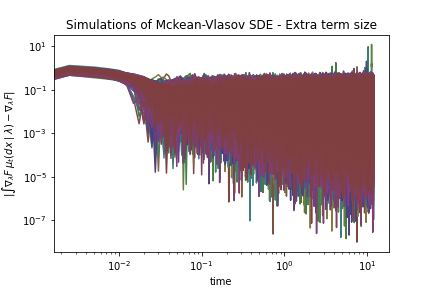 Simulations of Mckean-Vlasov SDE - Extra term size
|∫∇λF μt(dx | λ) − ∇λF|
10¹
10⁻¹
10⁻³
10⁻⁵
10⁻⁷
10⁻² 10⁻¹ 10⁰ 10¹
time